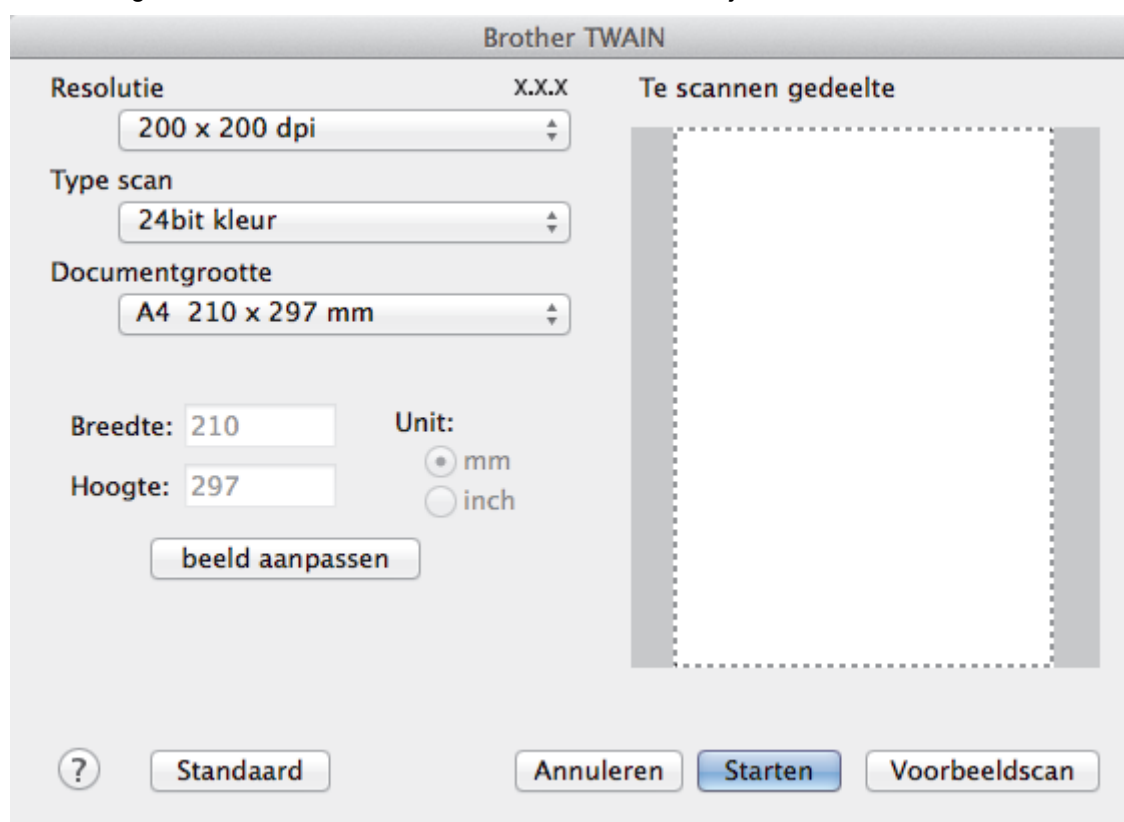 Brother TWAIN
Resolutie X.X.X
200 x 200 dpi
Type scan
24bit kleur
Documentgrootte
A4 210 x 297 mm
Breedte: 210
Hoogte: 297
Unit:
mm
inch
beeld aanpassen
Te scannen gedeelte
? Standaard Annuleren Starten Voorbeeldscan